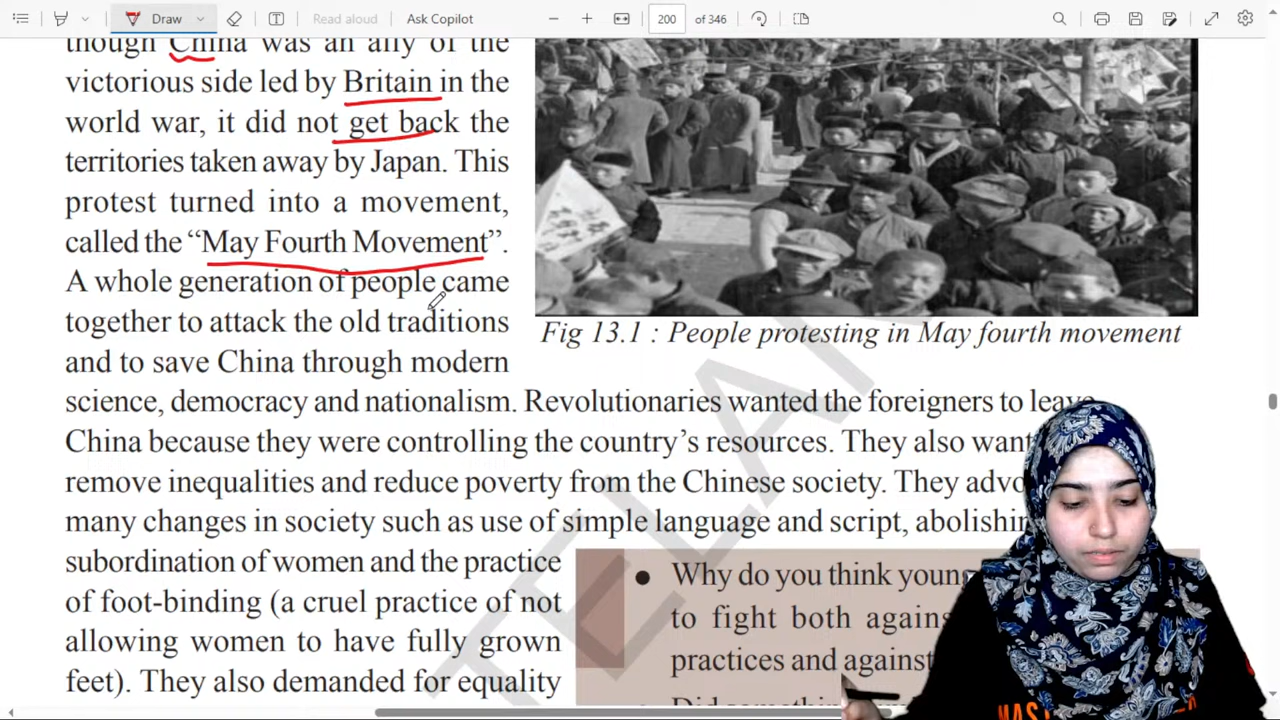 Draw
Read aloud
Ask Copilot
200
of 346
though China was an ally of the
victorious side led by Britain in the
world war, it did not get back the
territories taken away by Japan. This
protest turned into a movement,
called the “May Fourth Movement”.
A whole generation of people came
together to attack the old traditions
and to save China through modern
Fig 13.1 : People protesting in May fourth movement
science, democracy and nationalism. Revolutionaries wanted the foreigners to leave
China because they were controlling the country’s resources. They also want
remove inequalities and reduce poverty from the Chinese society. They advo
many changes in society such as use of simple language and script, abolishin
subordination of women and the practice
of foot-binding (a cruel practice of not
allowing women to have fully grown
feet). They also demanded for equality
● Why do you think youn
to fight both agains
practices and against
TELAN